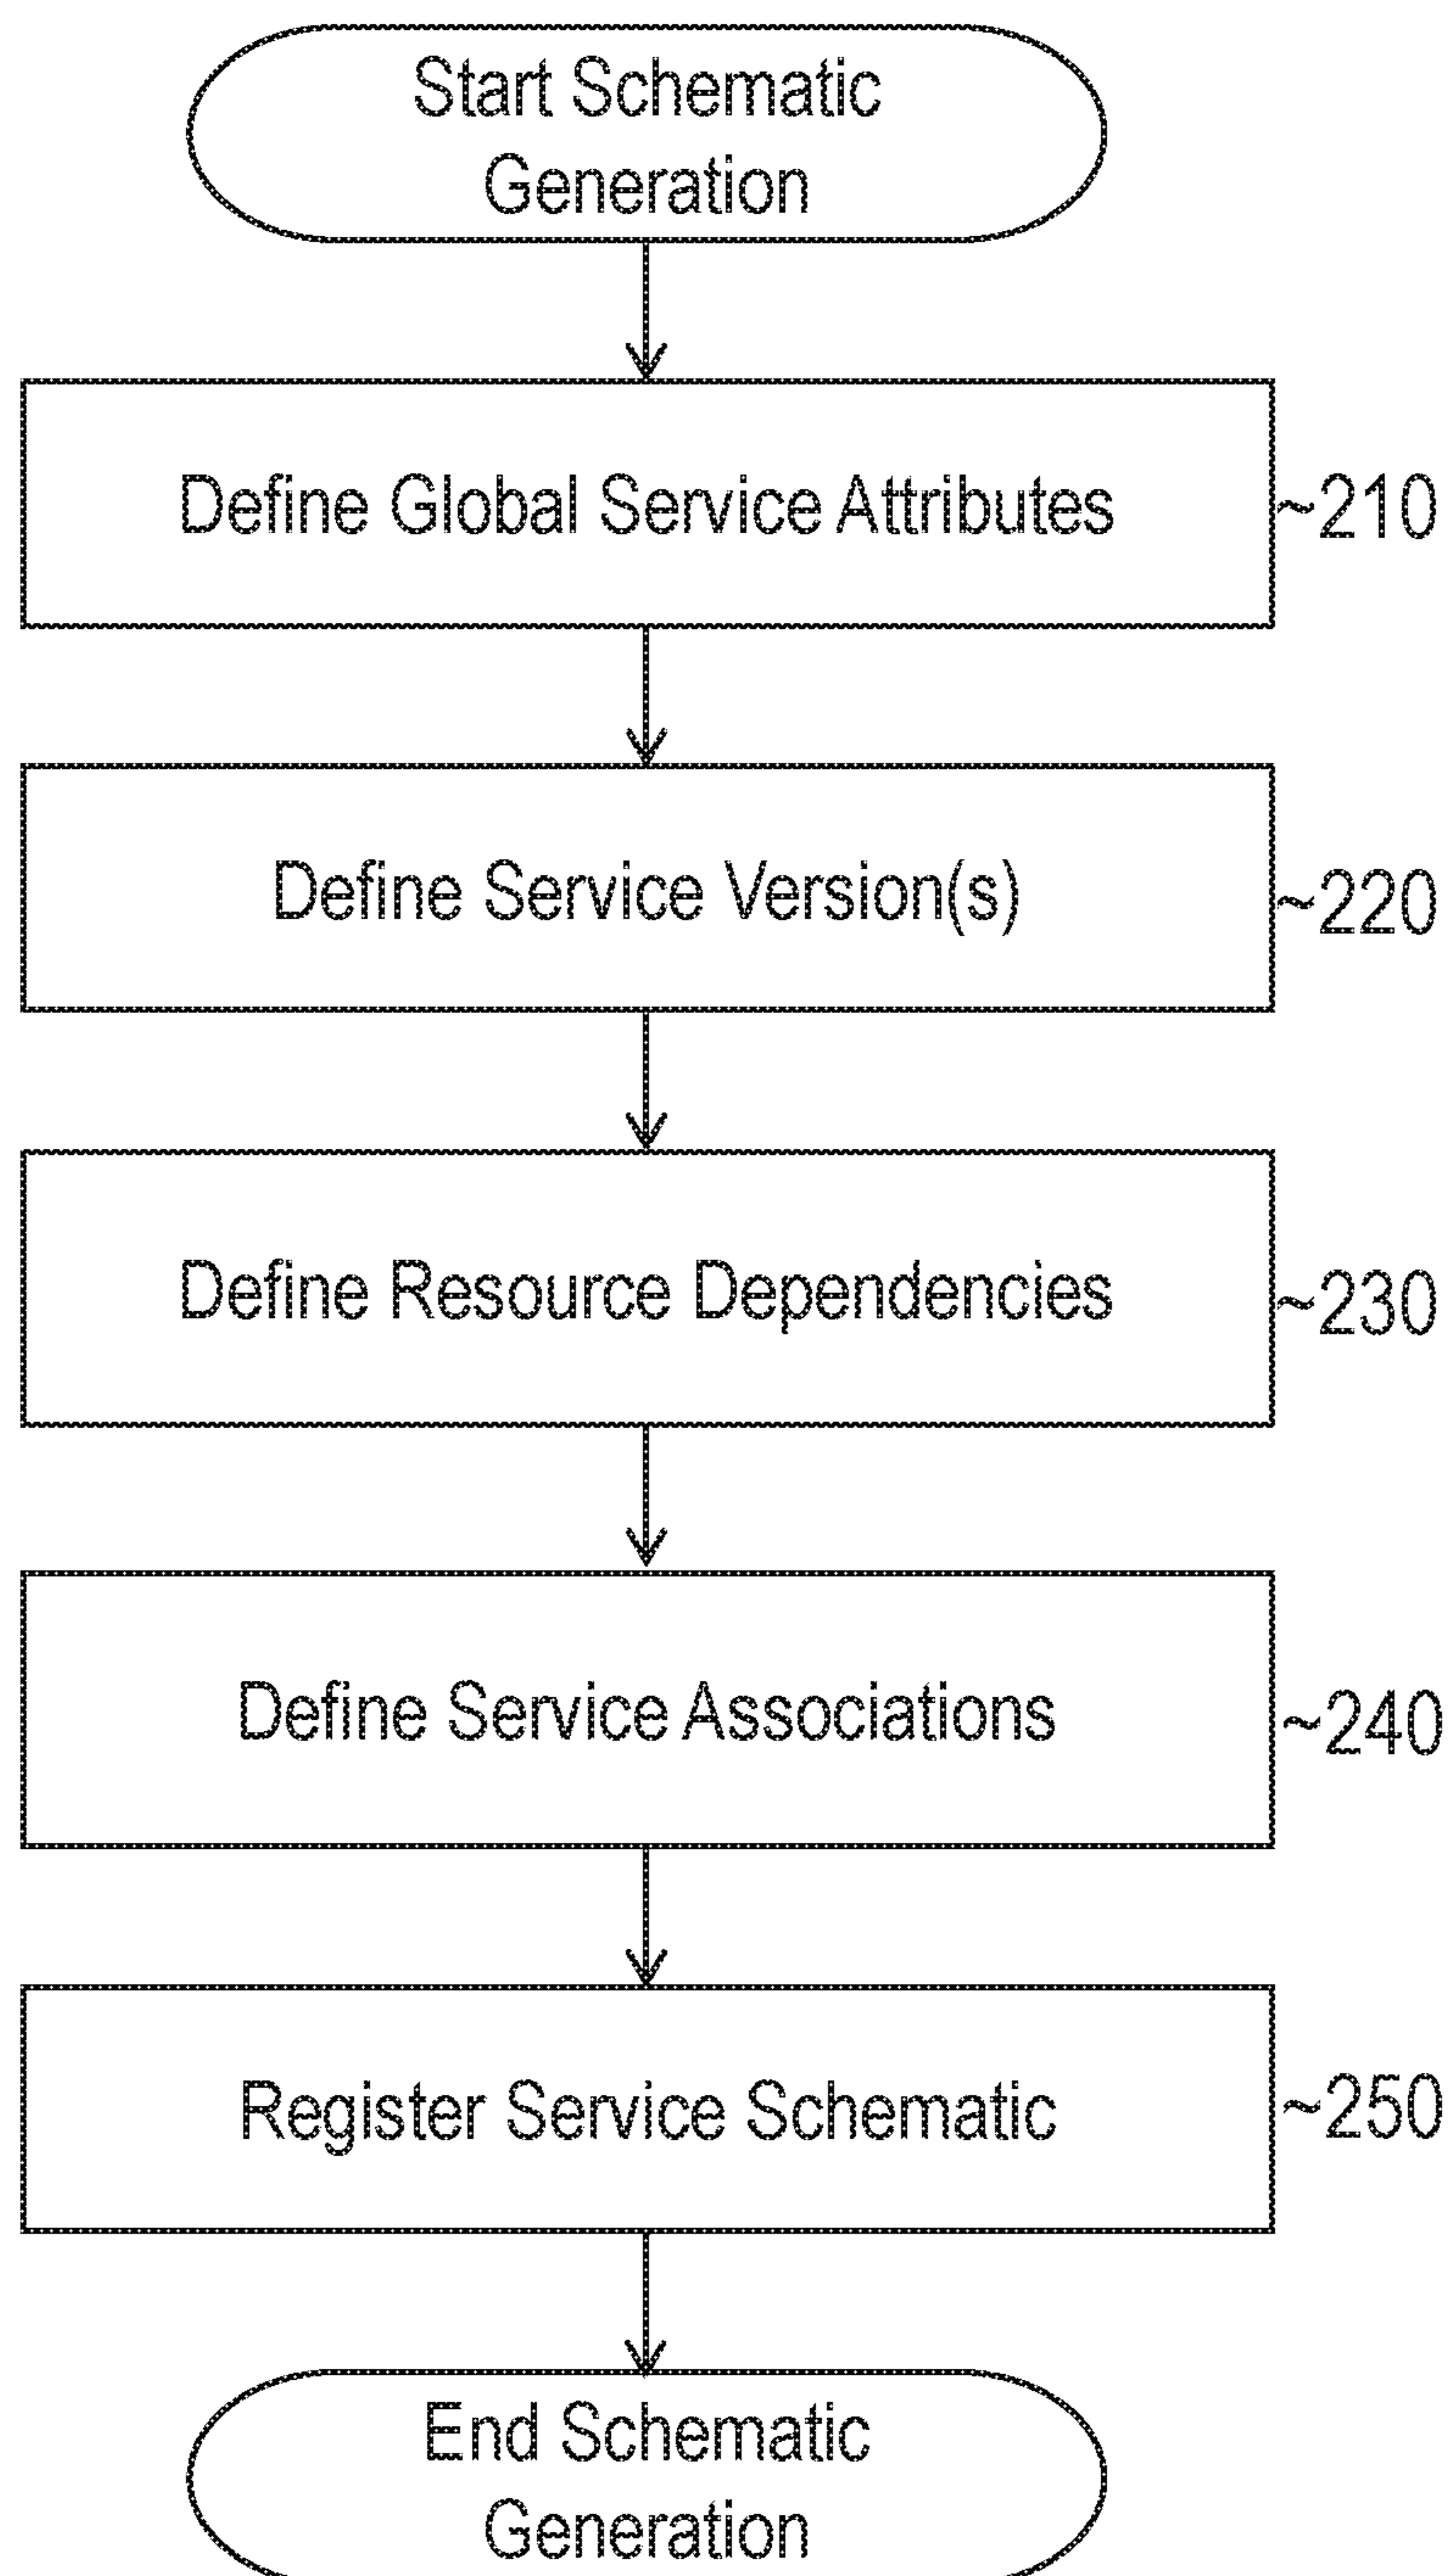 Start Schematic
Generation
Define Global Service Attributes
~210
Define Service Version(s)
~220
Define Resource Dependencies
~230
Define Service Associations
~240
Register Service Schematic
~250
End Schematic
Generation